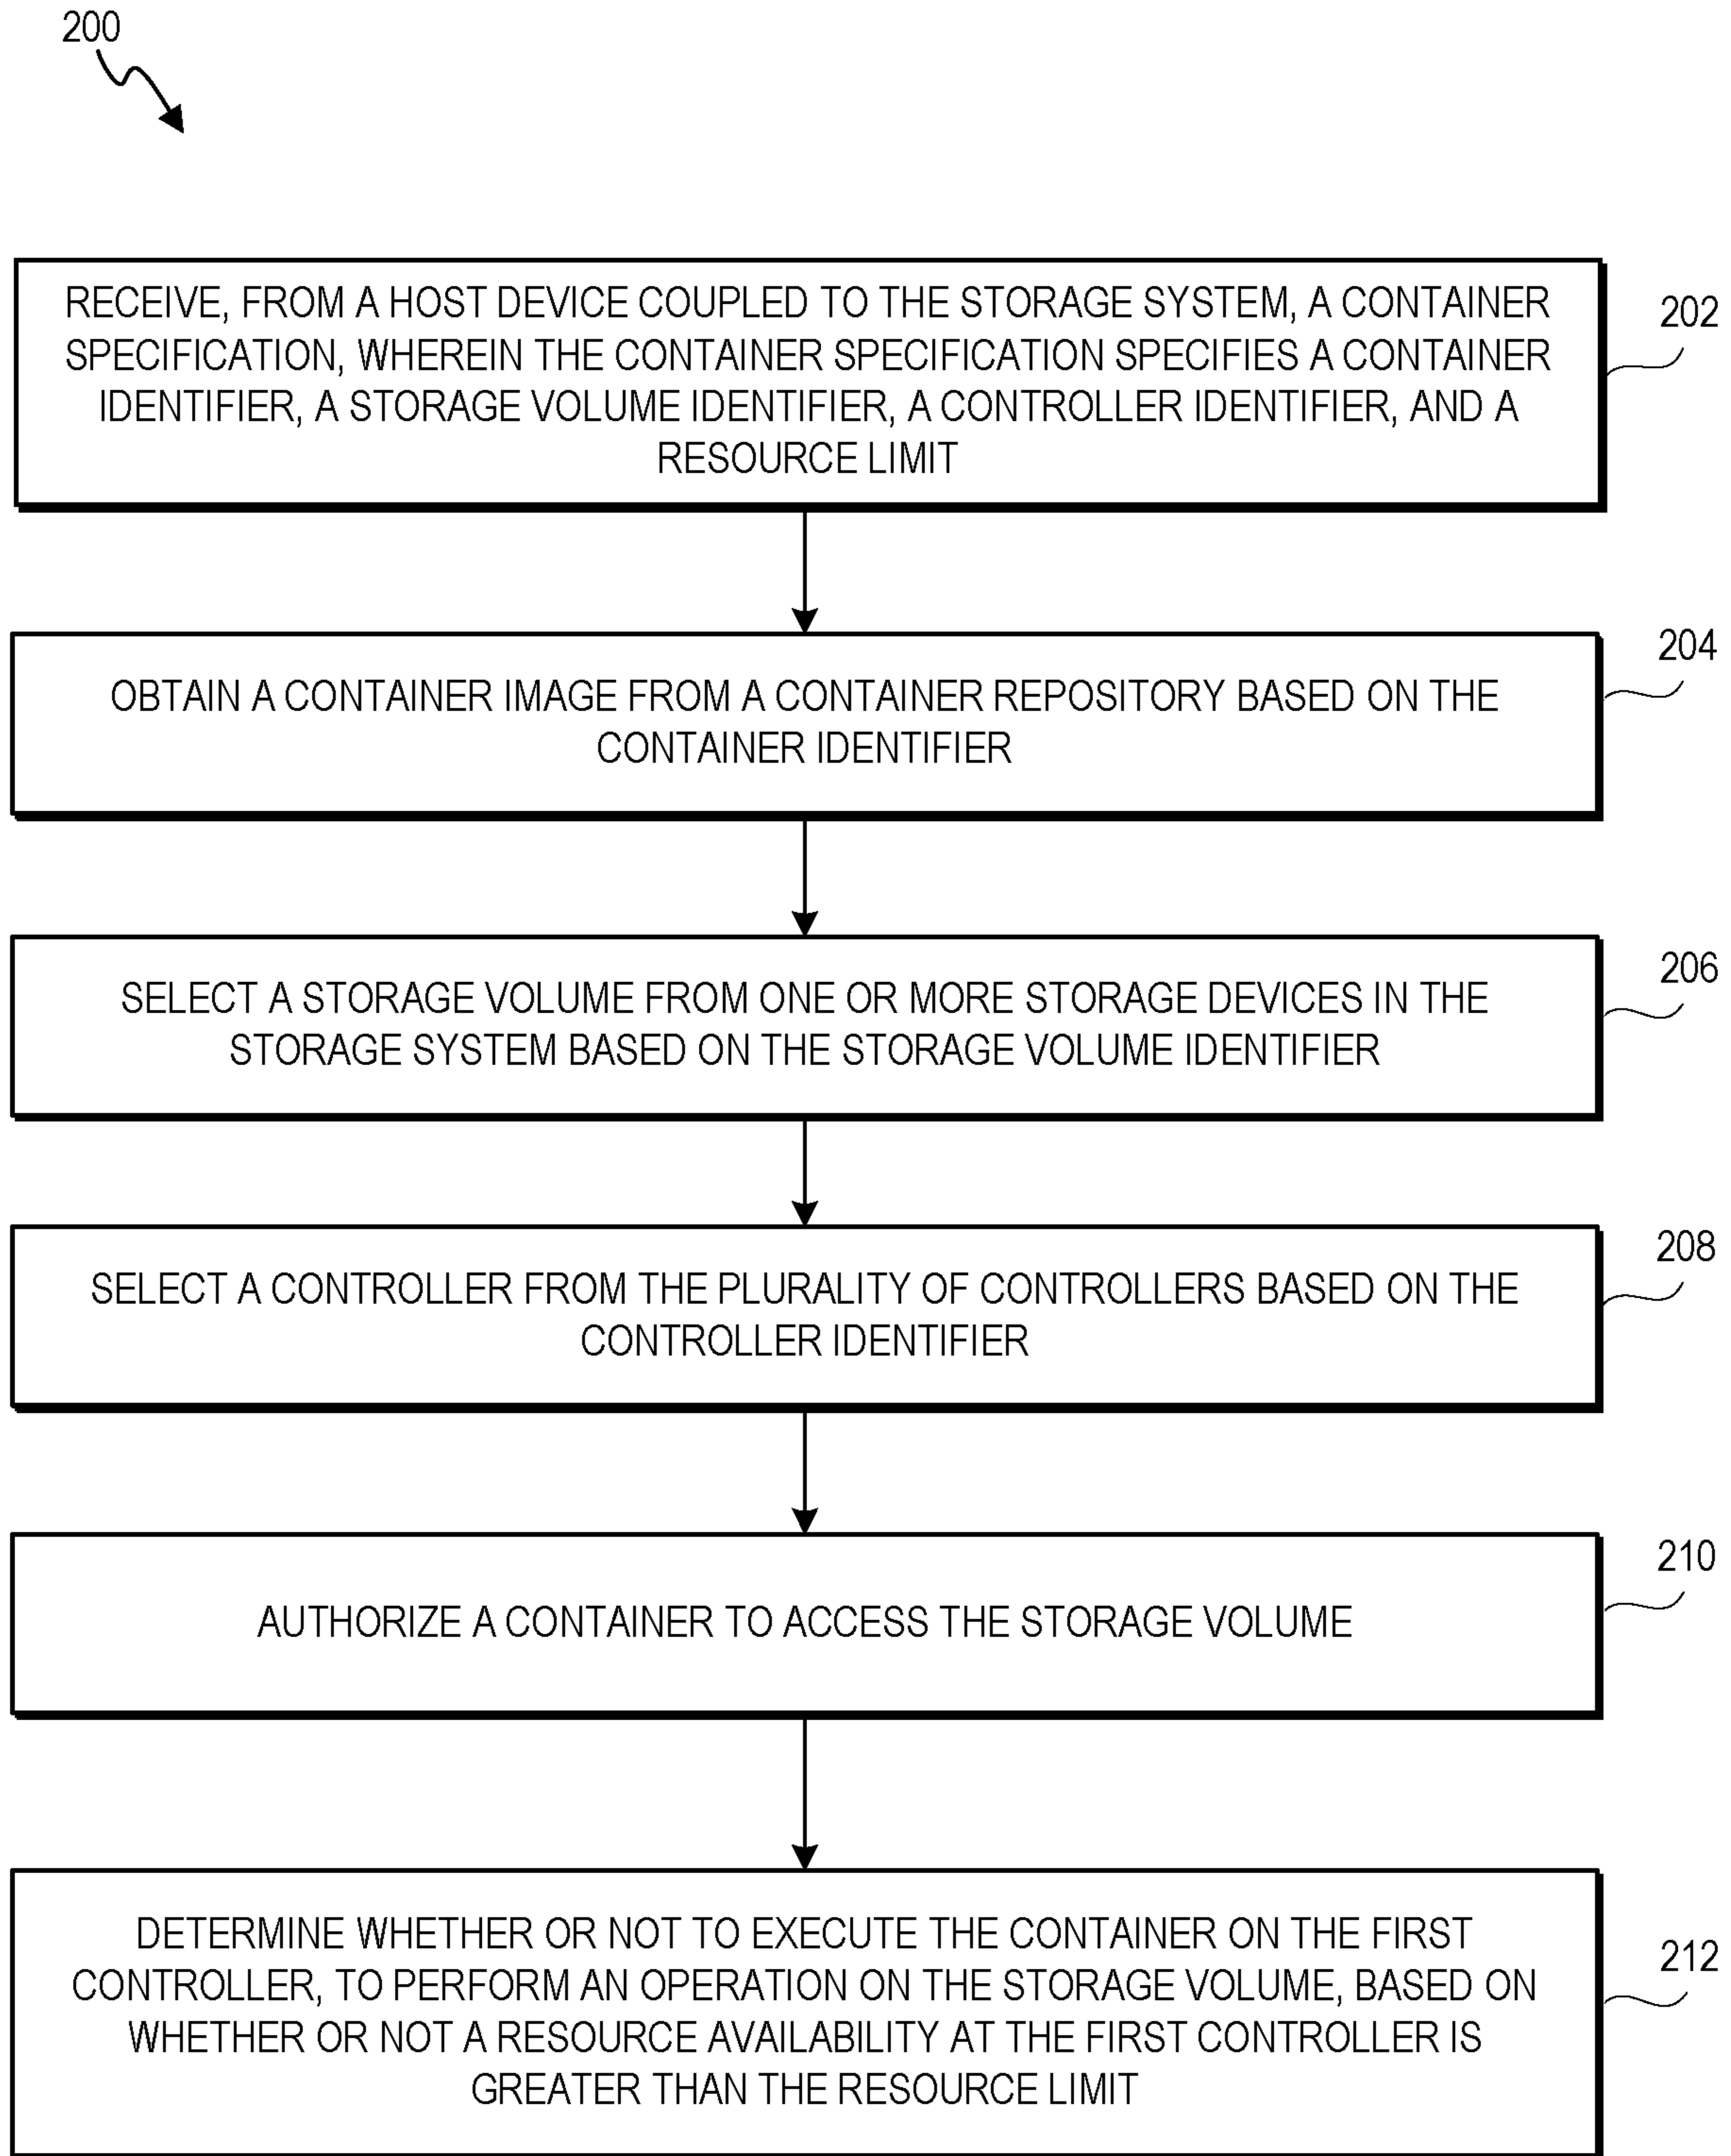 200
RECEIVE, FROM A HOST DEVICE COUPLED TO THE STORAGE SYSTEM, A CONTAINER
SPECIFICATION, WHEREIN THE CONTAINER SPECIFICATION SPECIFIES A CONTAINER
IDENTIFIER, A STORAGE VOLUME IDENTIFIER, A CONTROLLER IDENTIFIER, AND A
RESOURCE LIMIT
202
OBTAIN A CONTAINER IMAGE FROM A CONTAINER REPOSITORY BASED ON THE
CONTAINER IDENTIFIER
204
SELECT A STORAGE VOLUME FROM ONE OR MORE STORAGE DEVICES IN THE
STORAGE SYSTEM BASED ON THE STORAGE VOLUME IDENTIFIER
206
SELECT A CONTROLLER FROM THE PLURALITY OF CONTROLLERS BASED ON THE
CONTROLLER IDENTIFIER
208
AUTHORIZE A CONTAINER TO ACCESS THE STORAGE VOLUME
210
DETERMINE WHETHER OR NOT TO EXECUTE THE CONTAINER ON THE FIRST
CONTROLLER, TO PERFORM AN OPERATION ON THE STORAGE VOLUME, BASED ON
WHETHER OR NOT A RESOURCE AVAILABILITY AT THE FIRST CONTROLLER IS
GREATER THAN THE RESOURCE LIMIT
212